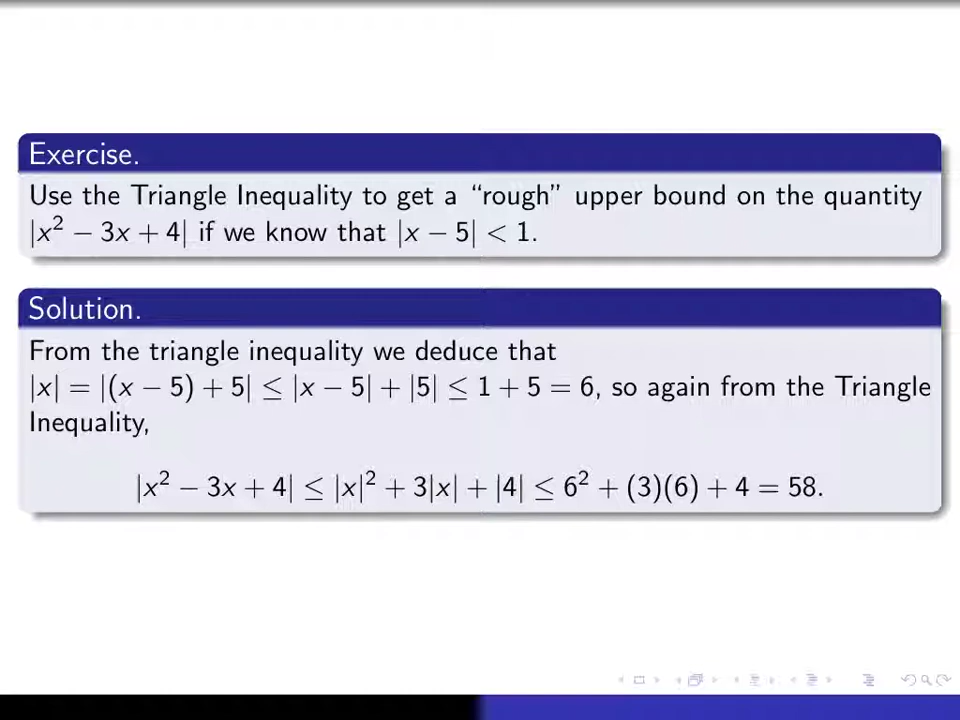 Exercise.
Use the Triangle Inequality to get a “rough” upper bound on the quantity
|x² − 3x + 4| if we know that |x − 5| < 1.
Solution.
From the triangle inequality we deduce that
|x| = |(x − 5) + 5| ≤ |x − 5| + |5| ≤ 1 + 5 = 6, so again from the Triangle
Inequality,
|x² − 3x + 4| ≤ |x|² + 3|x| + |4| ≤ 6² + (3)(6) + 4 = 58.